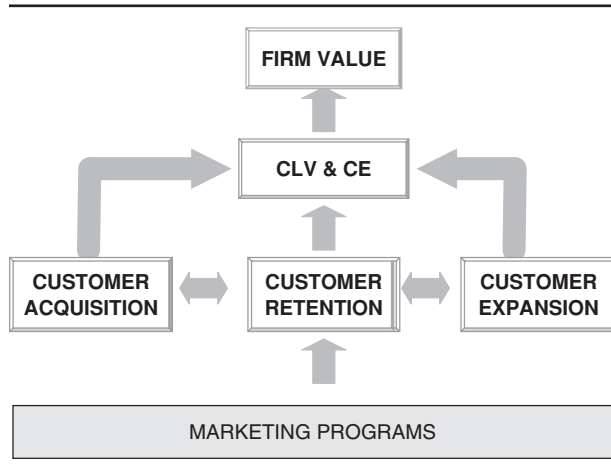 FIRM VALUE
CLV & CE
CUSTOMER
ACQUISITION
CUSTOMER
RETENTION
CUSTOMER
EXPANSION
MARKETING PROGRAMS